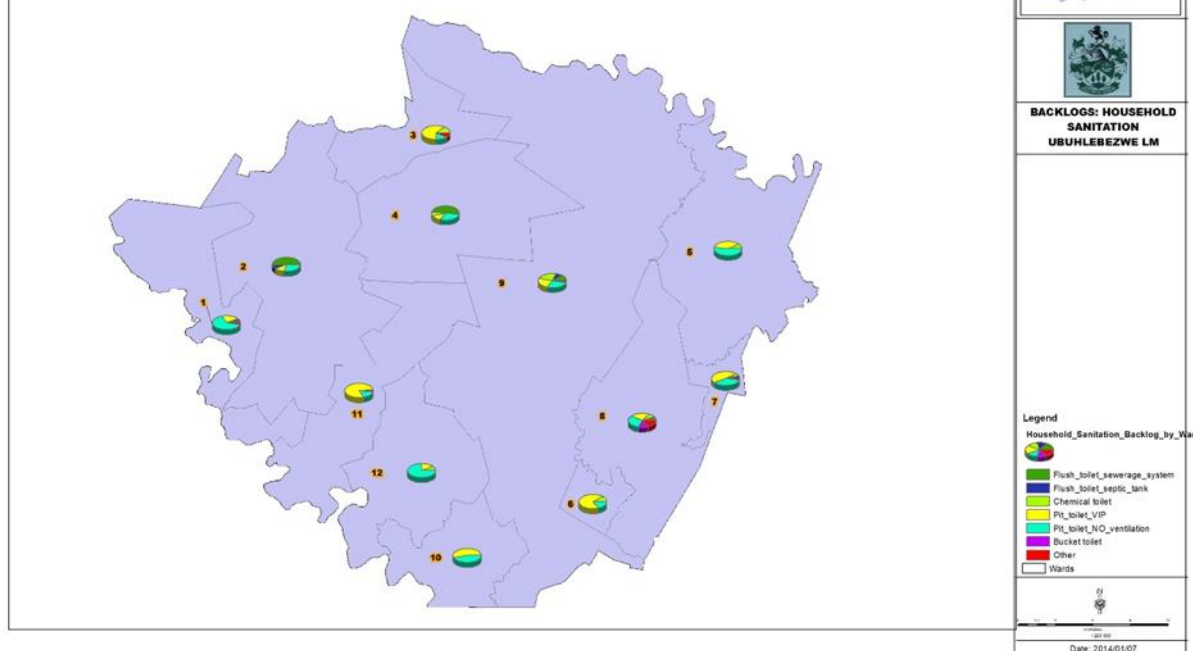 BACKLOGS: HOUSEHOLD
SANITATION
UBUHLEBEZWE LM
3
4
2
5
9
1
11
7
8
12
6
10
Legend
Household_Sanitation_Backlog_by_Wa
Flush_toilet_sewerage_system
Flush_toilet_septic_tank
Chemical toilet
Pit_toilet_VIP
Pit_toilet_NO_ventilation
Bucket toilet
Other
Wards
N
S
Date: 2014/01/07